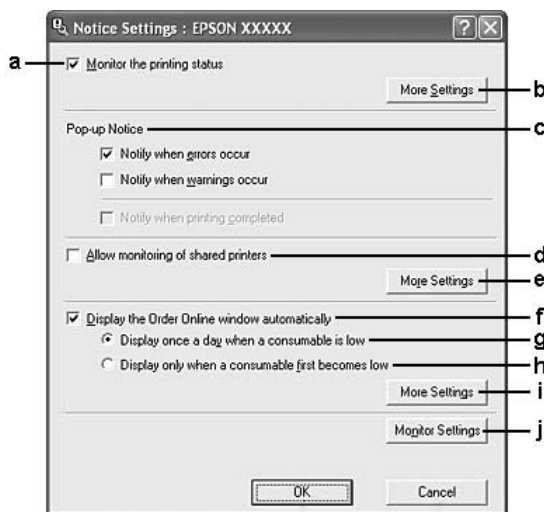 Notice Settings : EPSON XXXXX
a
Monitor the printing status
More Settings
b
Pop-up Notice
c
Notify when errors occur
Notify when warnings occur
Notify when printing completed
Allow monitoring of shared printers
d
More Settings
e
Display the Order Online window automatically
f
Display once a day when a consumable is low
g
Display only when a consumable first becomes low
h
More Settings
i
Monitor Settings
j
OK
Cancel